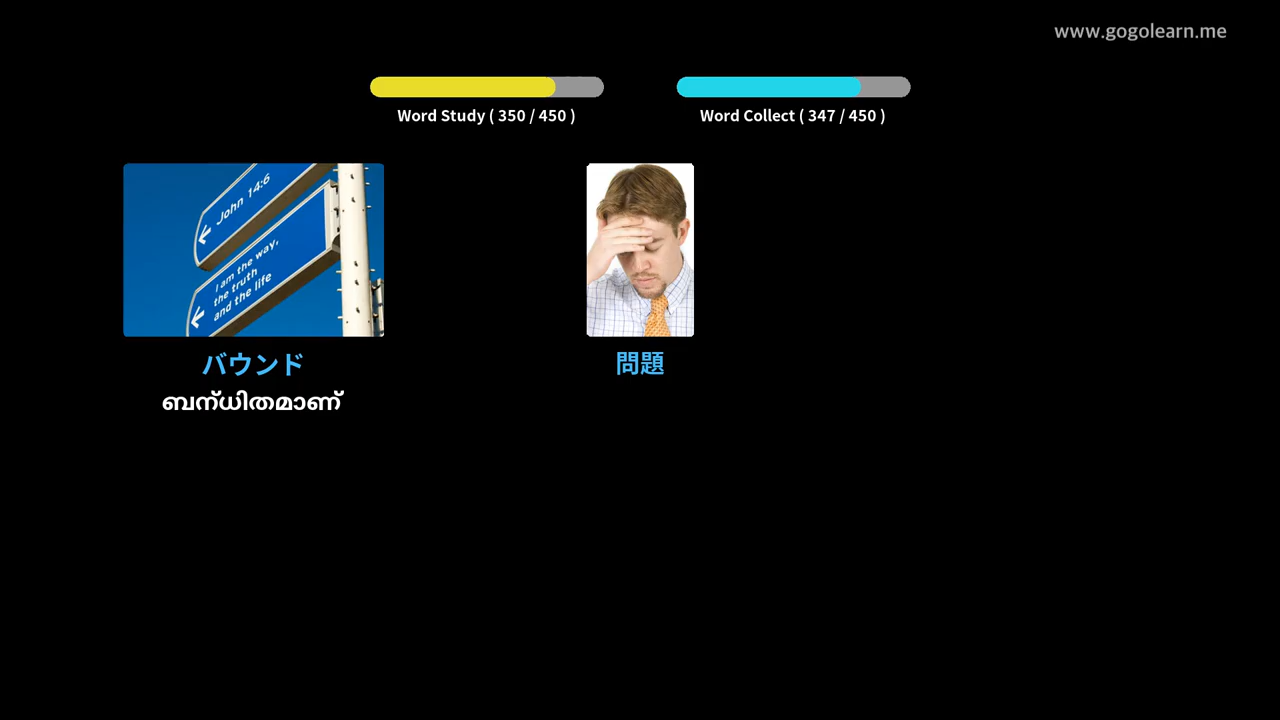 www.gogolearn.me
Word Study ( 350 / 450 )
Word Collect ( 347 / 450 )
John 14:6
I am the way,
the truth
and the life
バウンド
ബന്ധിതമാണ്
問題